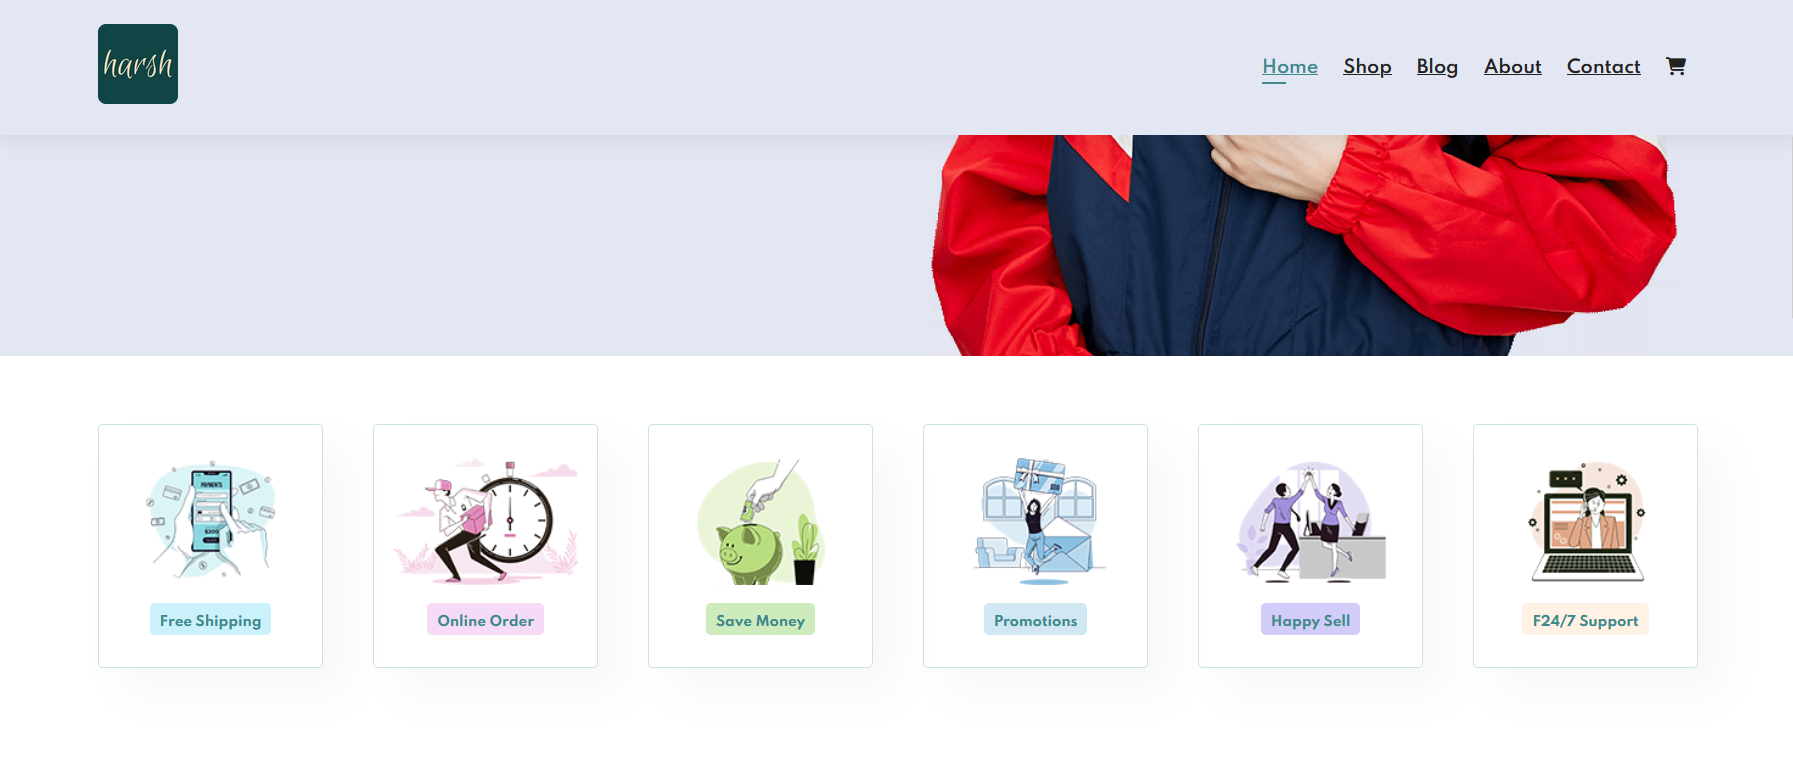 harsh
Home Shop Blog About Contact
PAYMENTS
$200
$50
Free Shipping
Online Order
Save Money
Promotions
Happy Sell
F24/7 Support